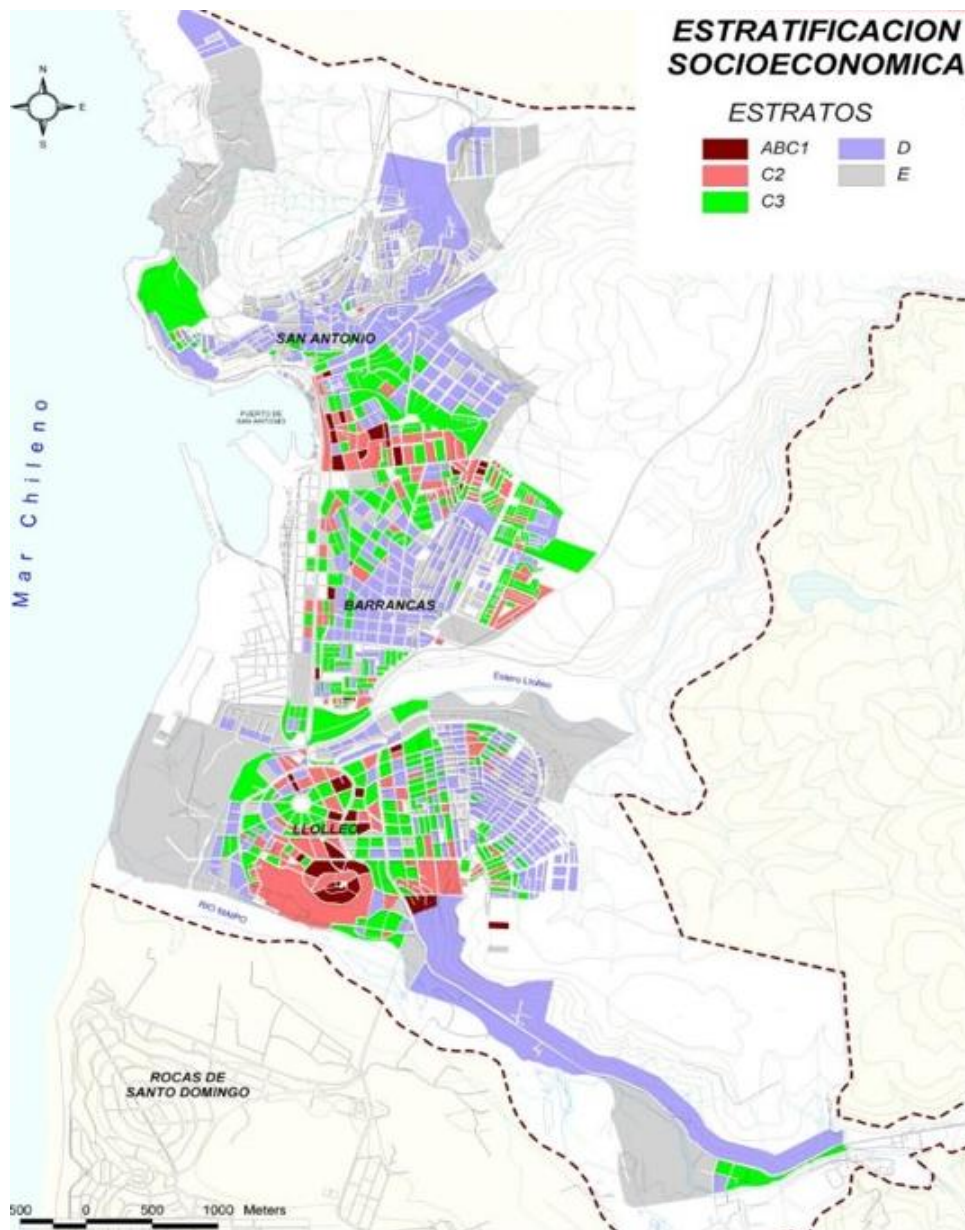 ESTRATIFICACION
SOCIOECONOMICA
ESTRATOS
ABC1
D
C2
E
C3
N
E
S
SAN ANTONIO
PUERTO DE
SAN ANTONIO
Mar Chileno
BARRANCAS
Estero Llolleo
LLOLLEO
RIO MAIPO
ROCAS DE
SANTO DOMINGO
500 0 500 1000 Meters